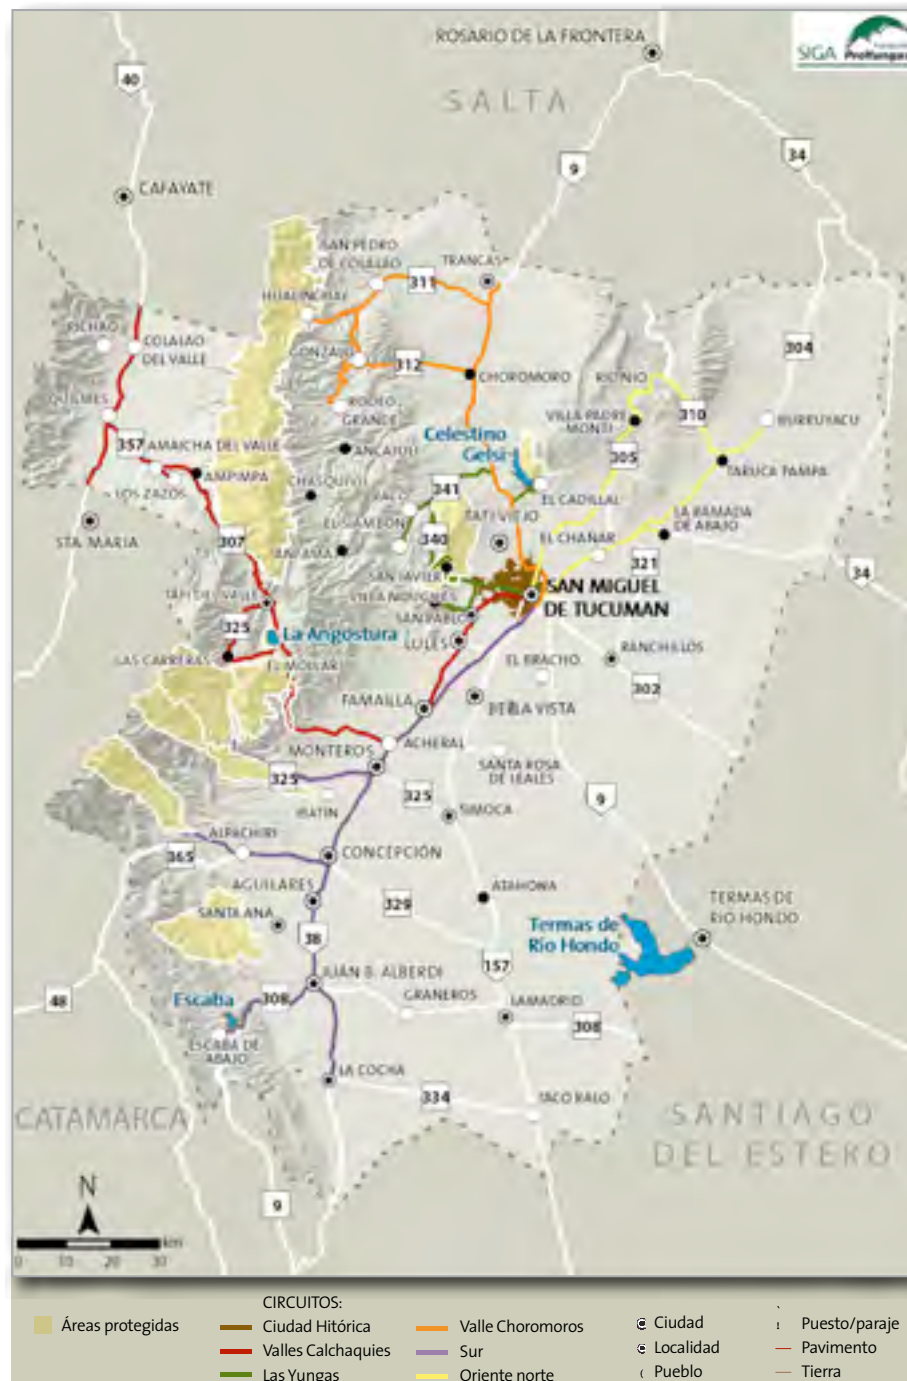 ROSARIO DE LA FRONTERA
SIGA
ProYungas
SALTA
40
9
34
CAFAYATE
SAN PEDRO
DE COLALAO
TRANCAS
311
HUALINCHAY
304
PICHAO
COLALAO
DEL VALLE
GONZALO
312
CHOROMORO
RIO NIO
QUILMES
RODEO
GRANDE
VILLA PADRE
MONTI
310
BURRUYACU
357
AMAICHA DEL VALLE
ANCAJULI
Celestino
Gelsi
305
AMPIMPA
CHASQUIVIL
341
TARUCA PAMPA
LOS ZAZOS
RACO
EL CADILLAL
EL SIAMBON
TAFI VIEJO
LA RAMADA
DE ABAJO
STA. MARIA
307
ANFAMA
340
EL CHAÑAR
321
34
SAN JAVIER
SAN MIGUEL
DE TUCUMAN
TAFI DEL VALLE
VILLA NOUGUES
SAN PABLO
325
La Angostura
LULES
RANCHILLOS
LAS CARRERAS
EL MOLLAR
EL BRACHO
302
FAMAILLA
BELLA VISTA
MONTEROS
ACHERAL
SANTA ROSA
DE LEALES
325
325
9
IBATIN
SIMOCA
ALPACHIRI
365
CONCEPCIÓN
AGUILARES
329
ATAHONA
TERMAS DE
RIO HONDO
SANTA ANA
Termas de
Río Hondo
38
157
JUAN B. ALBERDI
48
Escaba
308
GRANEROS
LAMADRID
308
ESCABA DE
ABAJO
LA COCHA
334
TACO RALO
CATAMARCA
SANTIAGO
DEL ESTERO
N
9
km
0 10 20 30
CIRCUITOS:
Áreas protegidas
Ciudad Hitórica
Valles Calchaquies
Las Yungas
Valle Choromoros
Sur
Oriente norte
Ciudad
Localidad
Pueblo
Puesto/paraje
Pavimento
Tierra